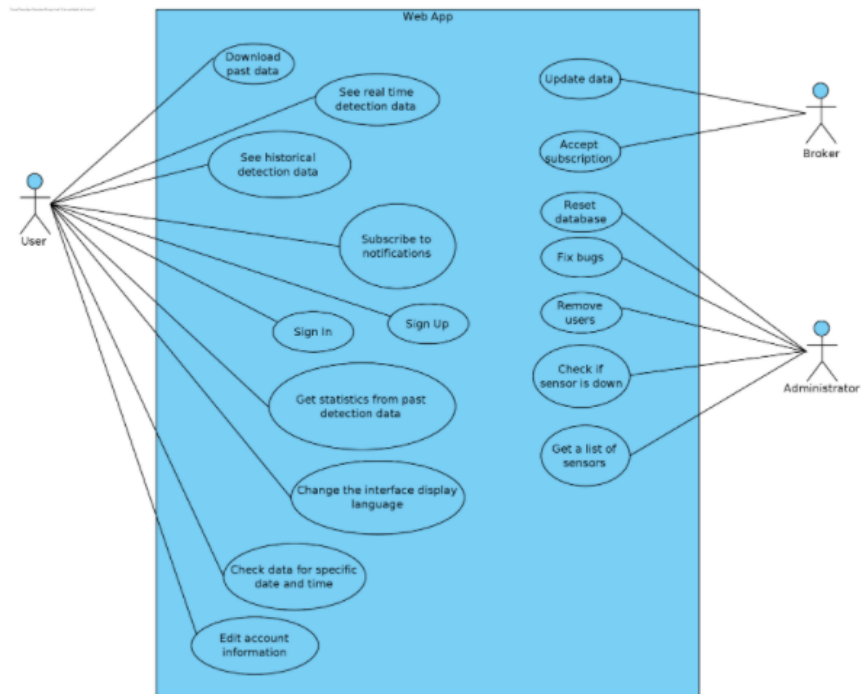 Web App
Download
past data
See real time
detection data
See historical
detection data
User
Subscribe to
notifications
Sign In
Sign Up
Get statistics from past
detection data
Change the interface display
language
Check data for specific
date and time
Edit account
information
Update data
Accept
subscription
Broker
Reset
database
Fix bugs
Remove
users
Check if
sensor is down
Administrator
Get a list of
sensors